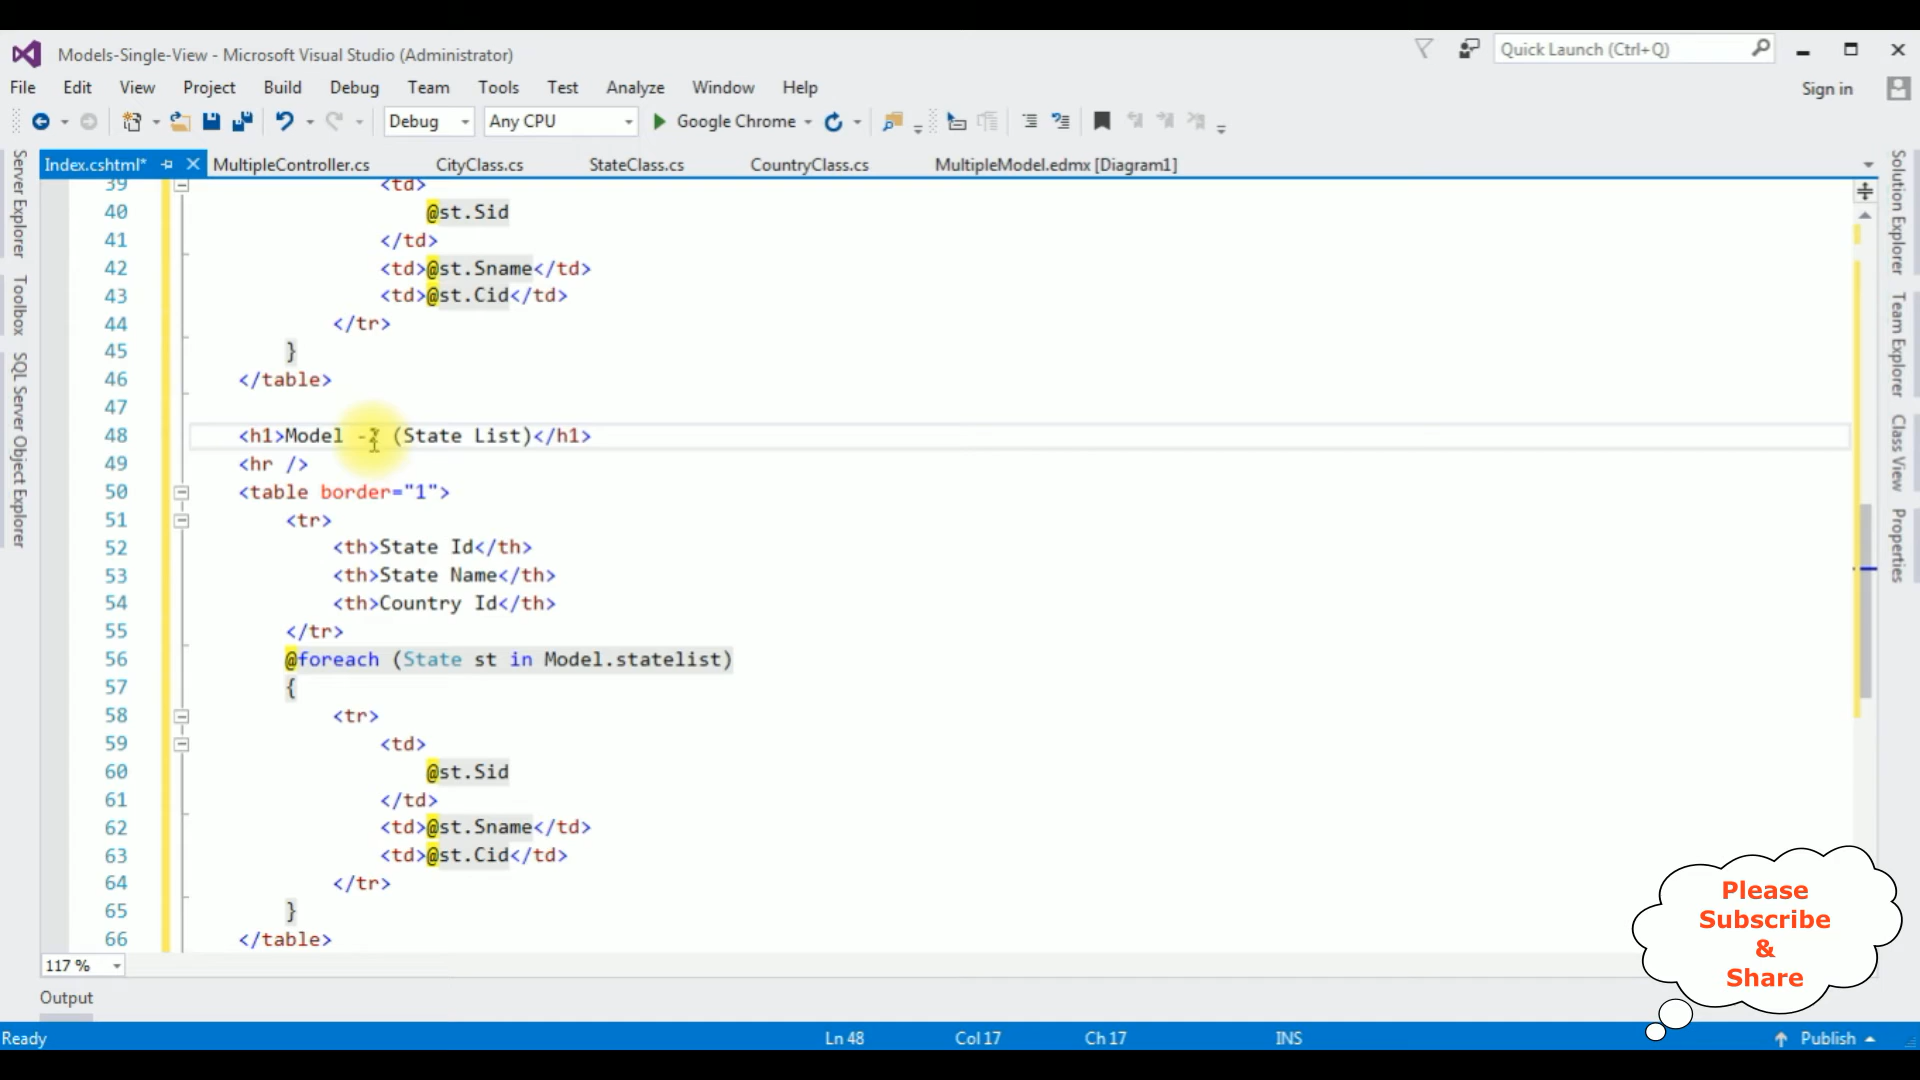 Models-Single-View - Microsoft Visual Studio (Administrator)
Quick Launch (Ctrl+Q)
File Edit View Project Build Debug Team Tools Test Analyze Window Help
Sign in
Debug Any CPU Google Chrome
Index.cshtml* MultipleController.cs CityClass.cs StateClass.cs CountryClass.cs MultipleModel.edmx [Diagram1]
Server Explorer
Toolbox
SQL Server Object Explorer
39 <td>
40 @st.Sid
41 </td>
42 <td>@st.Sname</td>
43 <td>@st.Cid</td>
44 </tr>
45 }
46 </table>
47
48 <h1>Model -2 (State List)</h1>
49 <hr />
50 <table border="1">
51 <tr>
52 <th>State Id</th>
53 <th>State Name</th>
54 <th>Country Id</th>
55 </tr>
56 @foreach (State st in Model.statelist)
57 {
58 <tr>
59 <td>
60 @st.Sid
61 </td>
62 <td>@st.Sname</td>
63 <td>@st.Cid</td>
64 </tr>
65 }
66 </table>
Solution Explorer
Team Explorer
Class View
Properties
Please
Subscribe
&
Share
117 %
Output
Ready Ln 48 Col 17 Ch 17 INS Publish